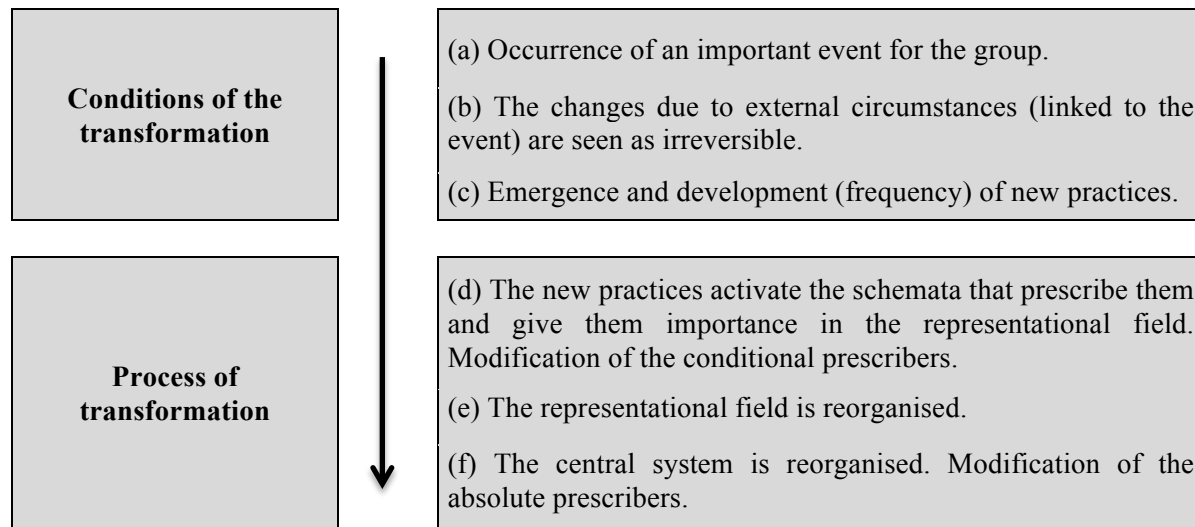 Conditions of the
transformation
(a) Occurrence of an important event for the group.
(b) The changes due to external circumstances (linked to the
event) are seen as irreversible.
(c) Emergence and development (frequency) of new practices.
Process of
transformation
(d) The new practices activate the schemata that prescribe them
and give them importance in the representational field.
Modification of the conditional prescribers.
(e) The representational field is reorganised.
(f) The central system is reorganised. Modification of the
absolute prescribers.